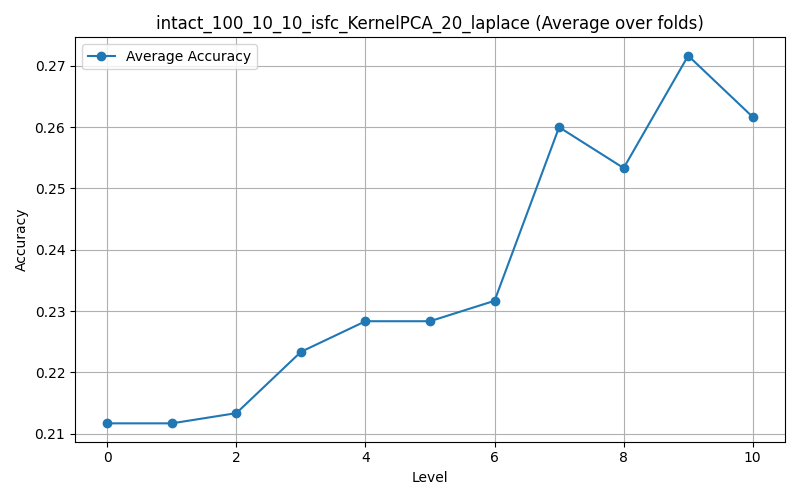 intact_100_10_10_isfc_KernelPCA_20_laplace (Average over folds)
Average Accuracy
0.27
0.26
0.25
0.24
0.23
0.22
0.21
Accuracy
0 2 4 6 8 10
Level